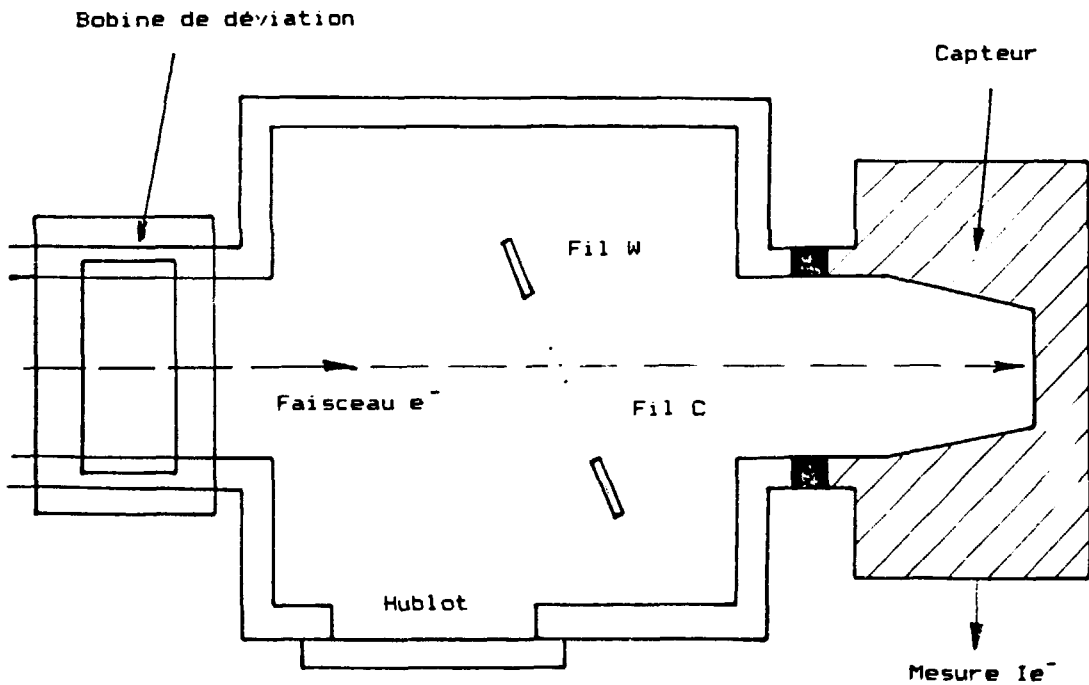 Bobine de déviation
Capteur
Fil W
Faisceau e⁻
Fil C
Hublot
Mesure Ie⁻